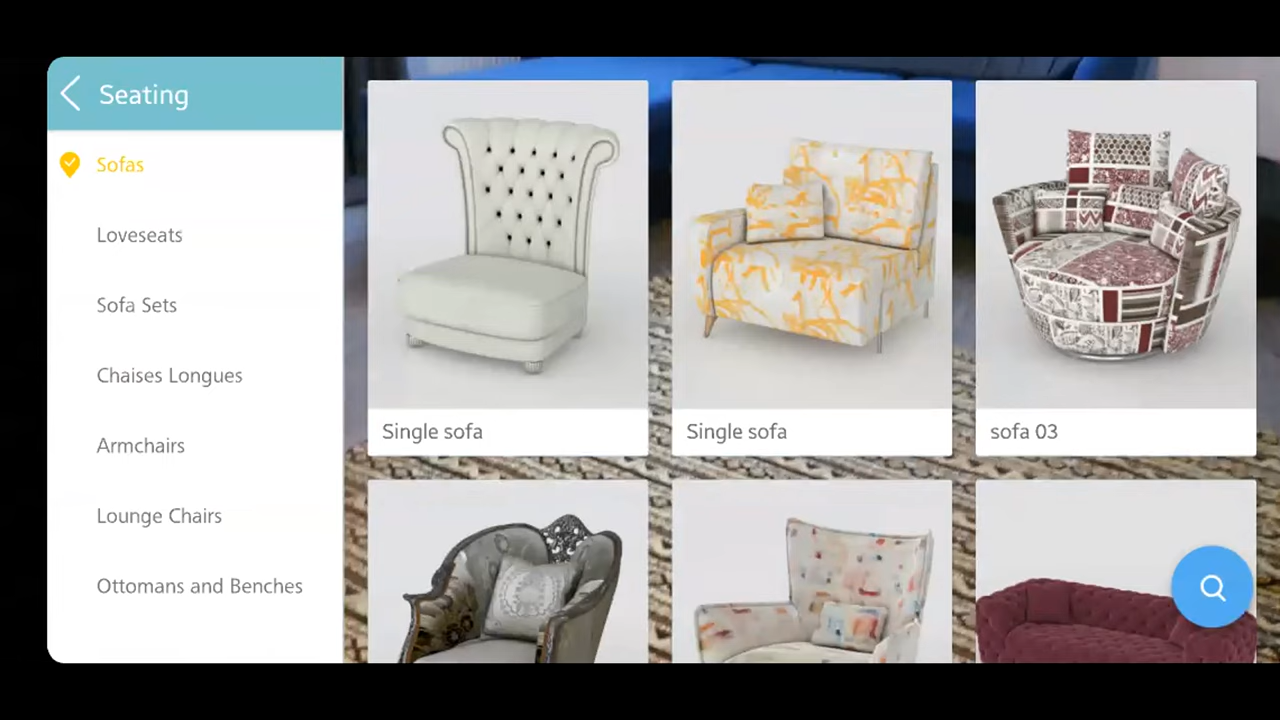 Seating
Sofas
Loveseats
Sofa Sets
Chaises Longues
Armchairs
Lounge Chairs
Ottomans and Benches
Single sofa
Single sofa
sofa 03